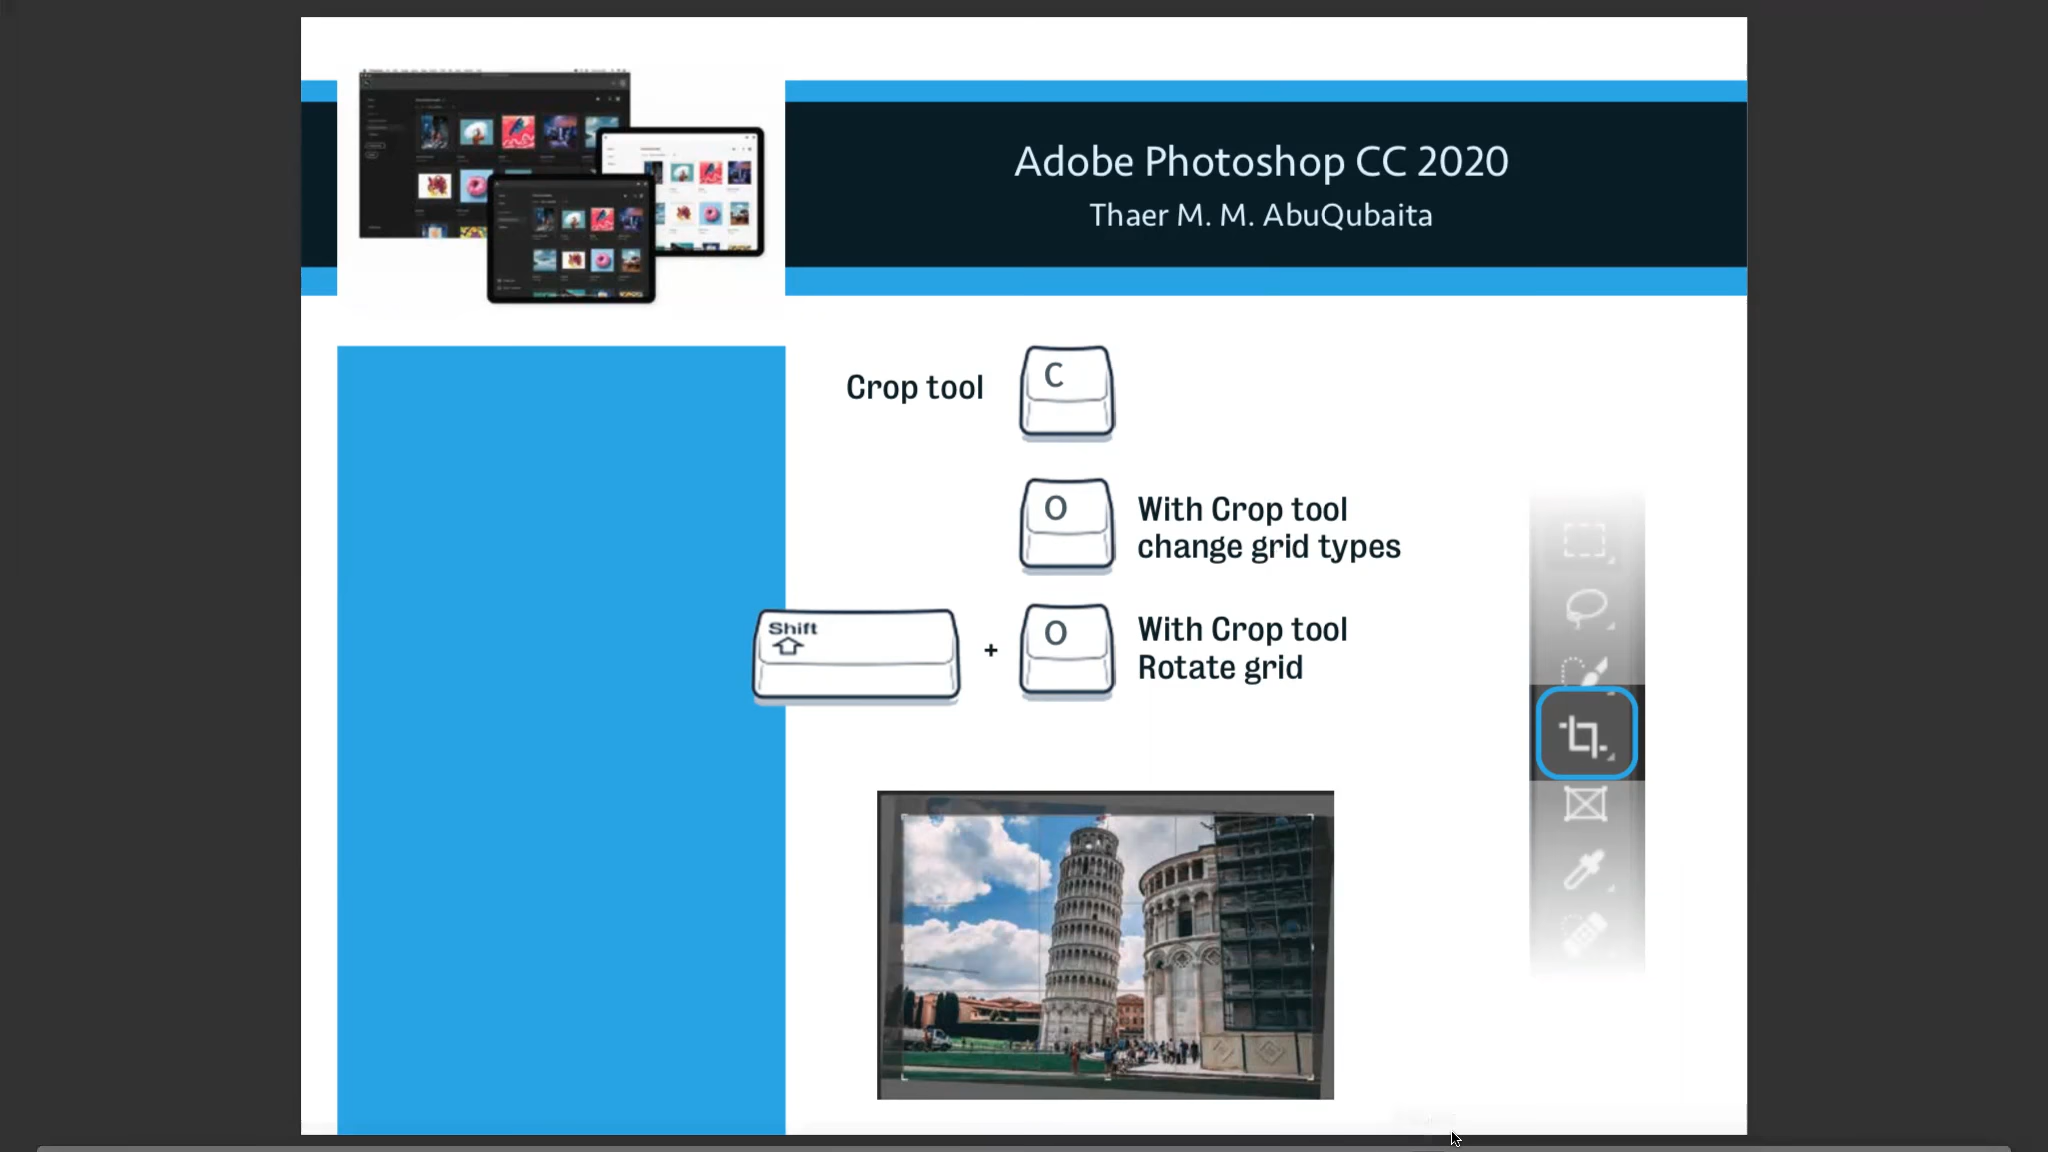 Adobe Photoshop CC 2020
Thaer M. M. AbuQubaita
Crop tool
C
O
With Crop tool
change grid types
Shift
+
O
With Crop tool
Rotate grid